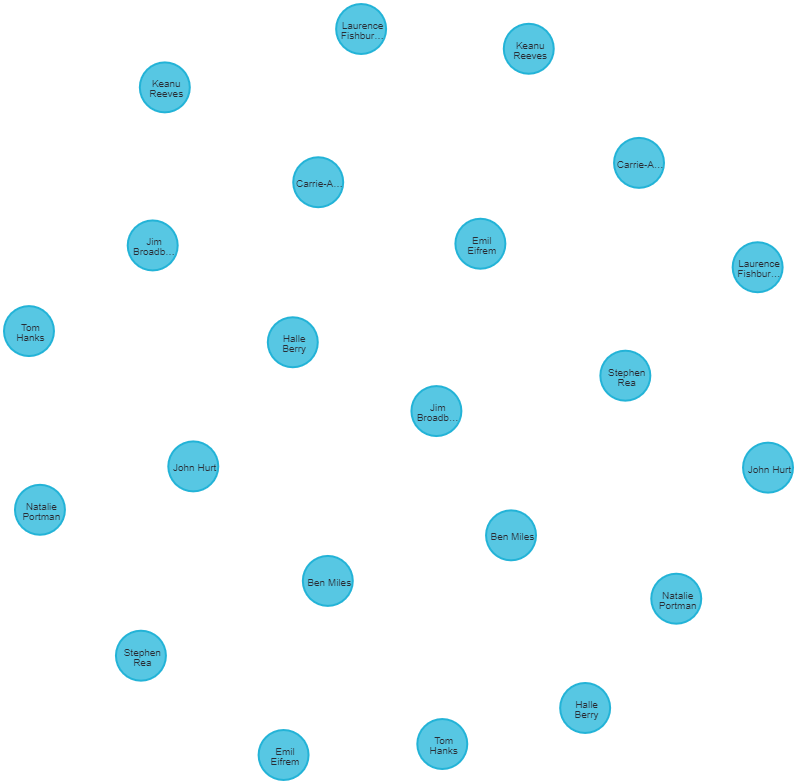 Laurence
Fishbur...
Keanu
Reeves
Keanu
Reeves
Carrie-A...
Carrie-A...
Jim
Broadb...
Emil
Eifrem
Laurence
Fishbur...
Tom
Hanks
Halle
Berry
Stephen
Rea
Jim
Broadb...
John Hurt
John Hurt
Natalie
Portman
Ben Miles
Ben Miles
Natalie
Portman
Stephen
Rea
Halle
Berry
Tom
Hanks
Emil
Eifrem